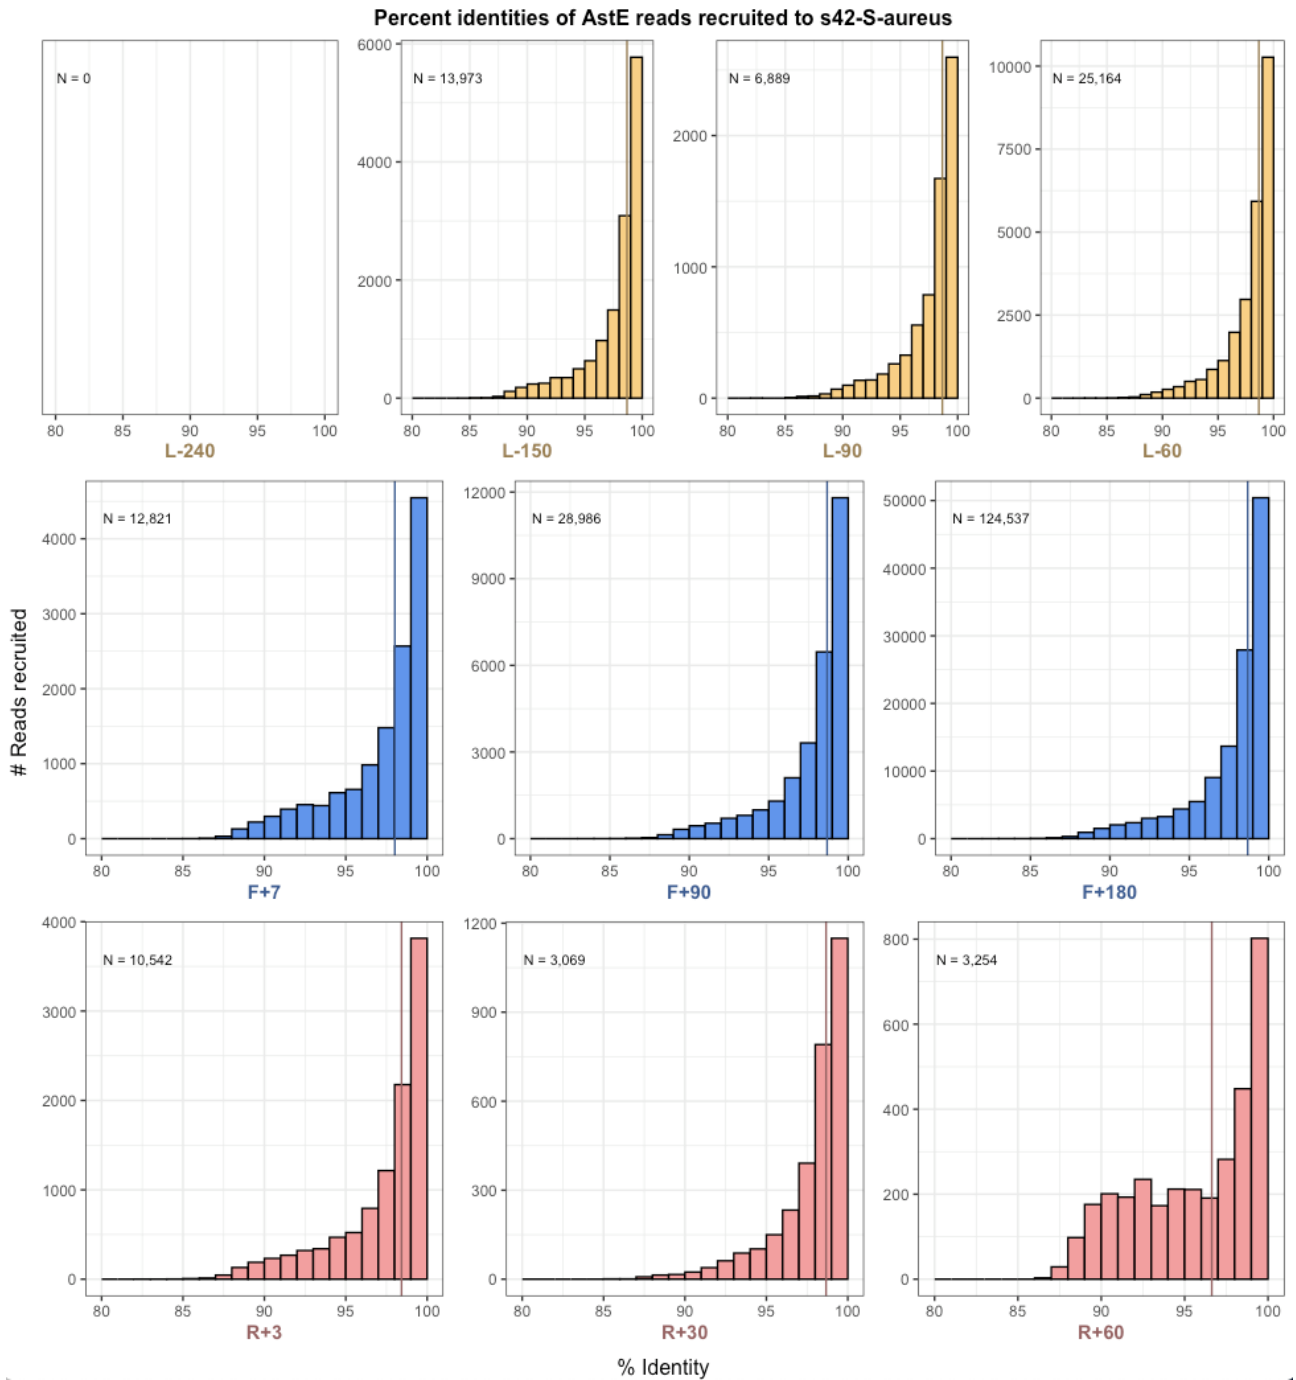 Percent identities of AstE reads recruited to s42-S-aureus
N = 0
80 85 90 95 100
L-240
6000
4000
2000
0
N = 13,973
80 85 90 95 100
L-150
2000
1000
0
N = 6,889
80 85 90 95 100
L-90
10000
7500
5000
2500
0
N = 25,164
80 85 90 95 100
L-60
# Reads recruited
4000
3000
2000
1000
0
N = 12,821
80 85 90 95 100
F+7
12000
9000
6000
3000
0
N = 28,986
80 85 90 95 100
F+90
50000
40000
30000
20000
10000
0
N = 124,537
80 85 90 95 100
F+180
4000
3000
2000
1000
0
N = 10,542
80 85 90 95 100
R+3
1200
900
600
300
0
N = 3,069
80 85 90 95 100
R+30
800
600
400
200
0
N = 3,254
80 85 90 95 100
R+60
% Identity